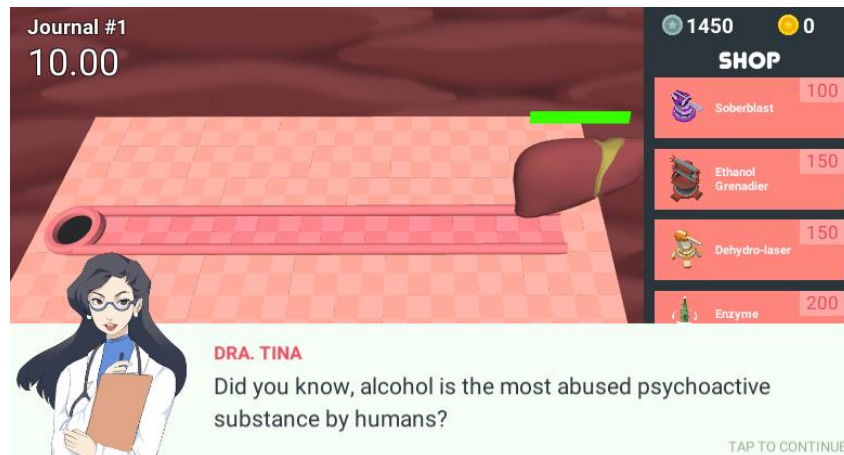 Journal #1
10.00
1450
0
SHOP
100
Soberblast
150
Ethanol
Grenadier
150
Dehydro-laser
200
Enzyme
DRA. TINA
Did you know, alcohol is the most abused psychoactive
substance by humans?
TAP TO CONTINUE